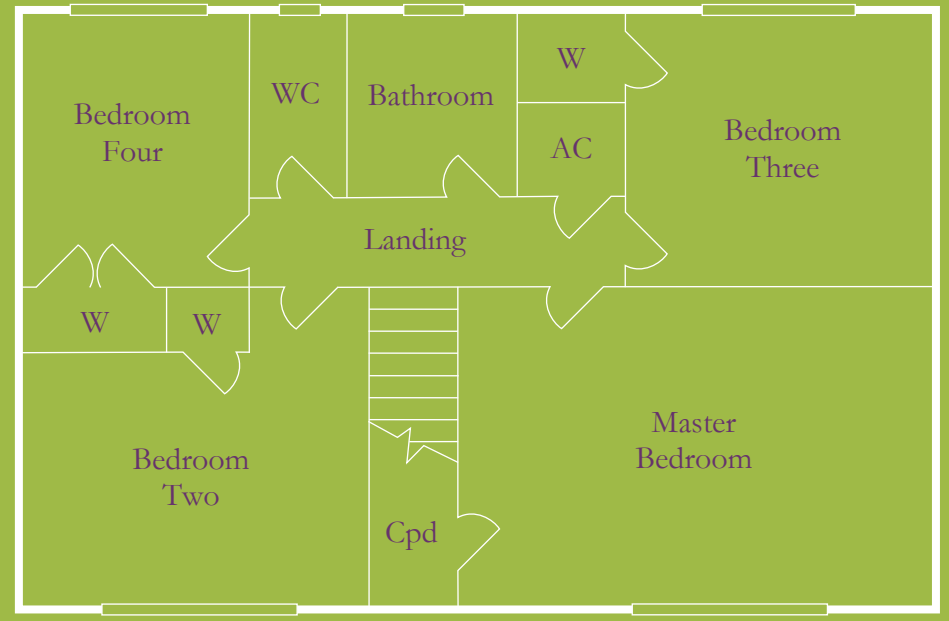 W
WC
Bathroom
Bedroom
Four
AC
Bedroom
Three
Landing
W
W
Master
Bedroom
Bedroom
Two
Cpd